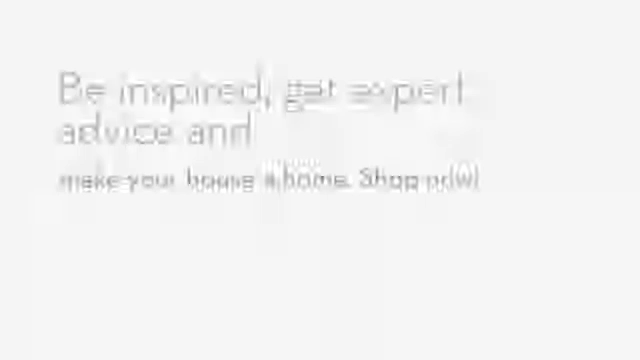 Be inspired, get expert
advice and
make your house a home. Shop now!